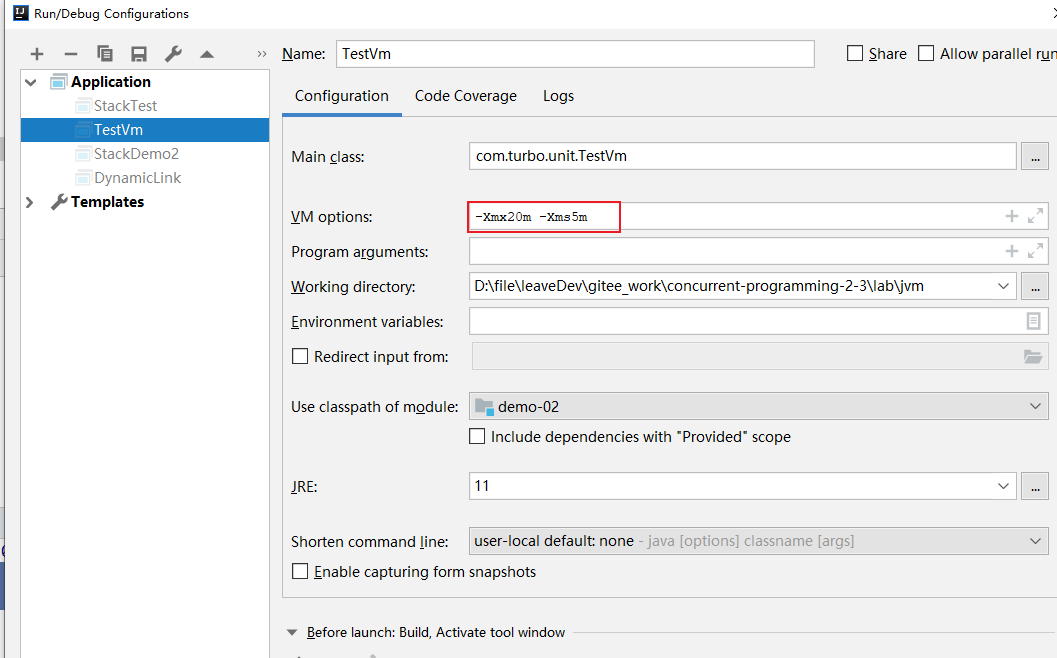 Run/Debug Configurations
Name: TestVm Share Allow parallel run
Application
StackTest
TestVm
StackDemo2
DynamicLink
Templates
Configuration Code Coverage Logs
Main class: com.turbo.unit.TestVm ...
VM options: -Xmx20m -Xms5m
Program arguments:
Working directory: D:\file\leaveDev\gitee_work\concurrent-programming-2-3\lab\jvm ...
Environment variables:
Redirect input from:
Use classpath of module: demo-02
Include dependencies with "Provided" scope
JRE: 11 ...
Shorten command line: user-local default: none - java [options] classname [args]
Enable capturing form snapshots
Before launch: Build, Activate tool window